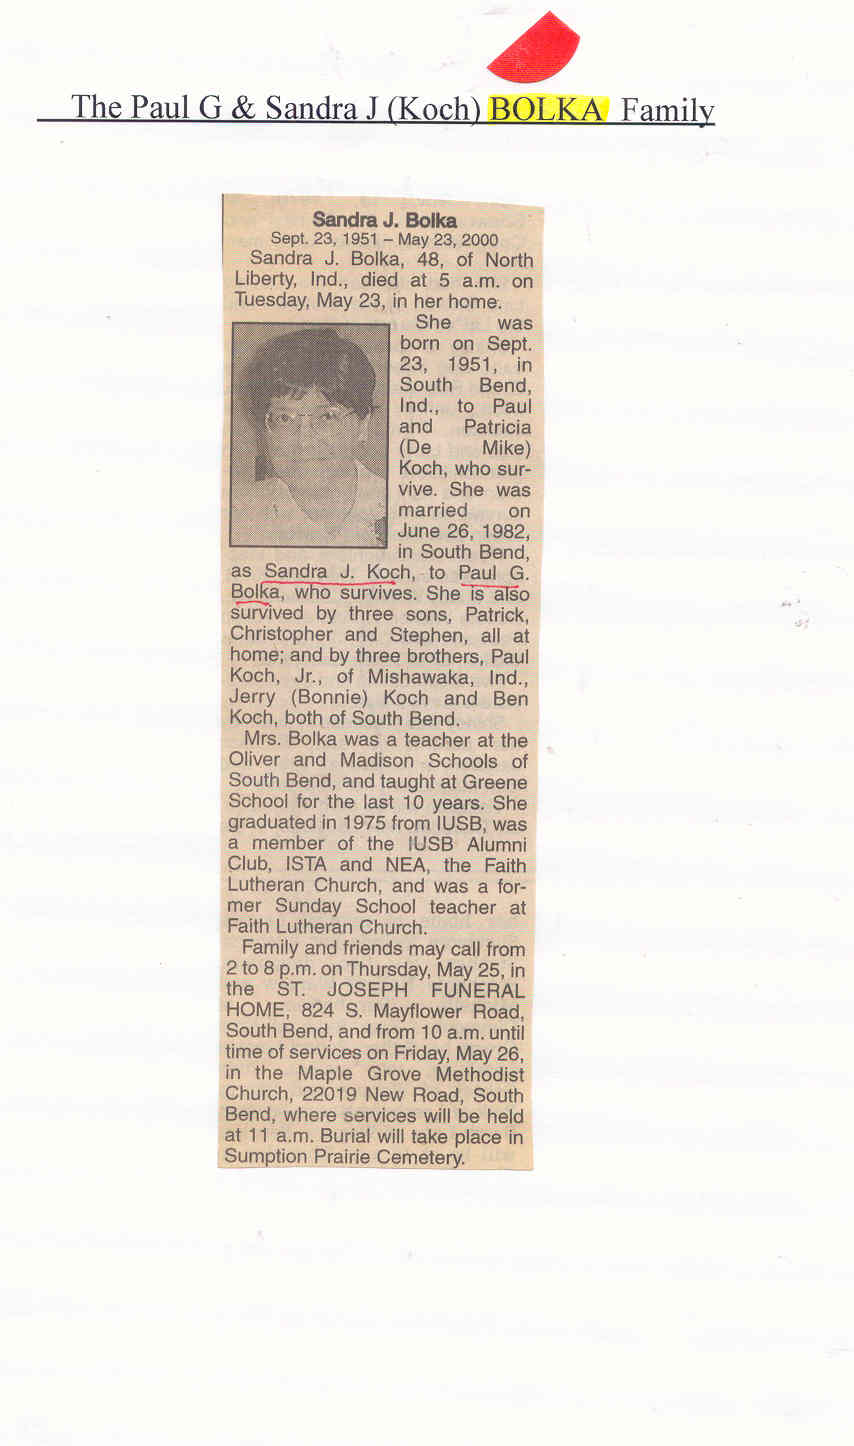 The Paul G & Sandra J (Koch) BOLKA Family
Sandra J. Bolka
Sept. 23, 1951 – May 23, 2000
Sandra J. Bolka, 48, of North
Liberty, Ind., died at 5 a.m. on
Tuesday, May 23, in her home.
She was
born on Sept.
23, 1951, in
South Bend,
Ind., to Paul
and Patricia
(De Mike)
Koch, who sur-
vive. She was
married on
June 26, 1982,
in South Bend,
as Sandra J. Koch, to Paul G.
Bolka, who survives. She is also
survived by three sons, Patrick,
Christopher and Stephen, all at
home; and by three brothers, Paul
Koch, Jr., of Mishawaka, Ind.,
Jerry (Bonnie) Koch and Ben
Koch, both of South Bend.
Mrs. Bolka was a teacher at the
Oliver and Madison Schools of
South Bend, and taught at Greene
School for the last 10 years. She
graduated in 1975 from IUSB, was
a member of the IUSB Alumni
Club, ISTA and NEA, the Faith
Lutheran Church, and was a for-
mer Sunday School teacher at
Faith Lutheran Church.
Family and friends may call from
2 to 8 p.m. on Thursday, May 25, in
the ST. JOSEPH FUNERAL
HOME, 824 S. Mayflower Road,
South Bend, and from 10 a.m. until
time of services on Friday, May 26,
in the Maple Grove Methodist
Church, 22019 New Road, South
Bend, where services will be held
at 11 a.m. Burial will take place in
Sumption Prairie Cemetery.